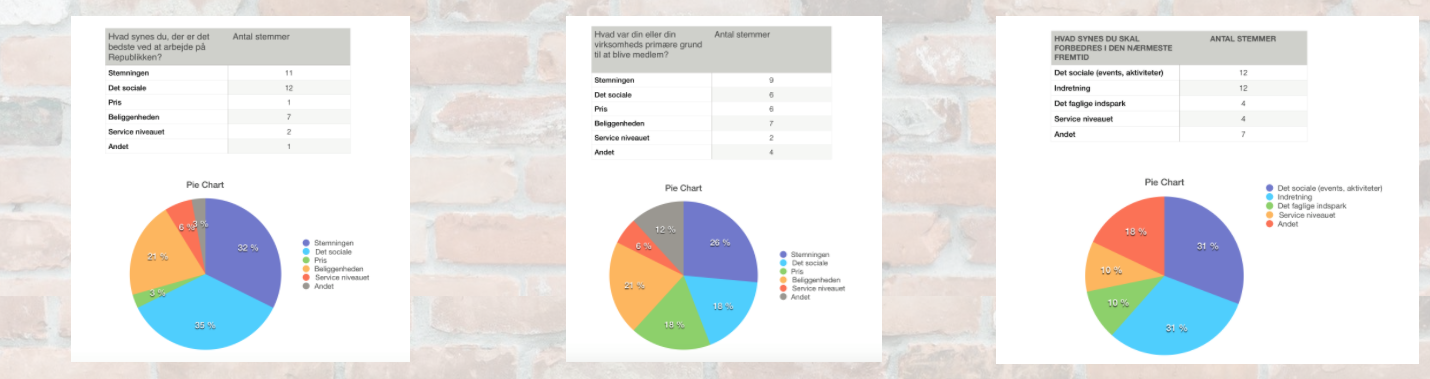 Hvad synes du, der er det Antal stemmer
bedste ved at arbejde på
Republikken?
Stemningen 11
Det sociale 12
Pris 1
Beliggenheden 7
Service niveauet 2
Andet 1
Pie Chart
32 %
35 %
3 %
21 %
6 %
3 %
Stemningen
Det sociale
Pris
Beliggenheden
Service niveauet
Andet
Hvad var din eller din Antal stemmer
virksomheds primære grund
til at blive medlem?
Stemningen 9
Det sociale 6
Pris 6
Beliggenheden 7
Service niveauet 2
Andet 4
Pie Chart
26 %
18 %
18 %
21 %
6 %
12 %
Stemningen
Det sociale
Pris
Beliggenheden
Service niveauet
Andet
HVAD SYNES DU SKAL ANTAL STEMMER
FORBEDRES I DEN NÆRMESTE
FREMTID
Det sociale (events, aktiviteter) 12
Indretning 12
Det faglige indspark 4
Service niveauet 4
Andet 7
Pie Chart
31 %
31 %
10 %
10 %
18 %
Det sociale (events, aktiviteter)
Indretning
Det faglige indspark
Service niveauet
Andet